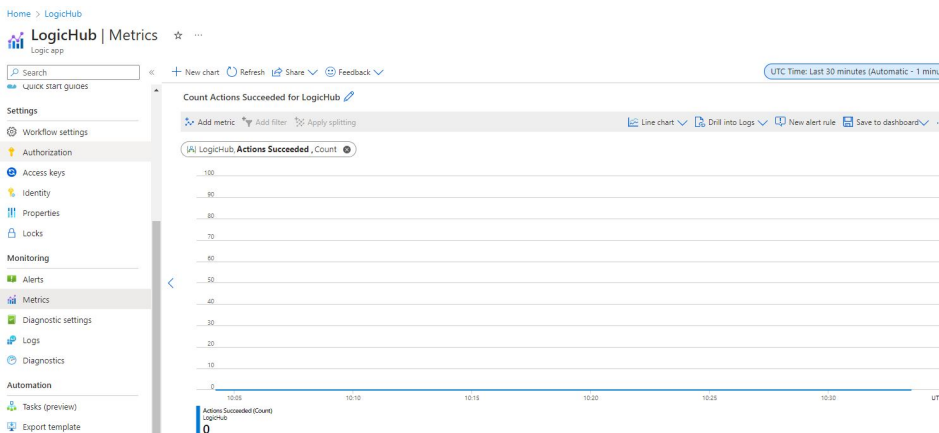 Home > LogicHub
LogicHub | Metrics
Logic app
Search
Quick start guides
Settings
Workflow settings
Authorization
Access keys
Identity
Properties
Locks
Monitoring
Alerts
Metrics
Diagnostic settings
Logs
Diagnostics
Automation
Tasks (preview)
Export template
New chart Refresh Share Feedback
UTC Time: Last 30 minutes (Automatic - 1 minu
Count Actions Succeeded for LogicHub
Add metric Add filter Apply splitting Line chart Drill into Logs New alert rule Save to dashboard
LogicHub, Actions Succeeded , Count
100
90
80
70
60
50
40
30
20
10
0
10:05 10:10 10:15 10:20 10:25 10:30 UT
Actions Succeeded (Count)
LogicHub
0